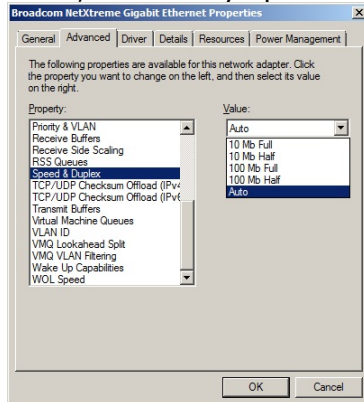 Broadcom NetXtreme Gigabit Ethernet Properties
General Advanced Driver Details Resources Power Management
The following properties are available for this network adapter. Click
the property you want to change on the left, and then select its value
on the right.
Property:
Value:
Priority & VLAN
Receive Buffers
Receive Side Scaling
RSS Queues
Speed & Duplex
TCP/UDP Checksum Offload (IPv4
TCP/UDP Checksum Offload (IPv6
Transmit Buffers
Virtual Machine Queues
VLAN ID
VMQ Lookahead Split
VMQ VLAN Filtering
Wake Up Capabilities
WOL Speed
Auto
10 Mb Full
10 Mb Half
100 Mb Full
100 Mb Half
Auto
OK Cancel